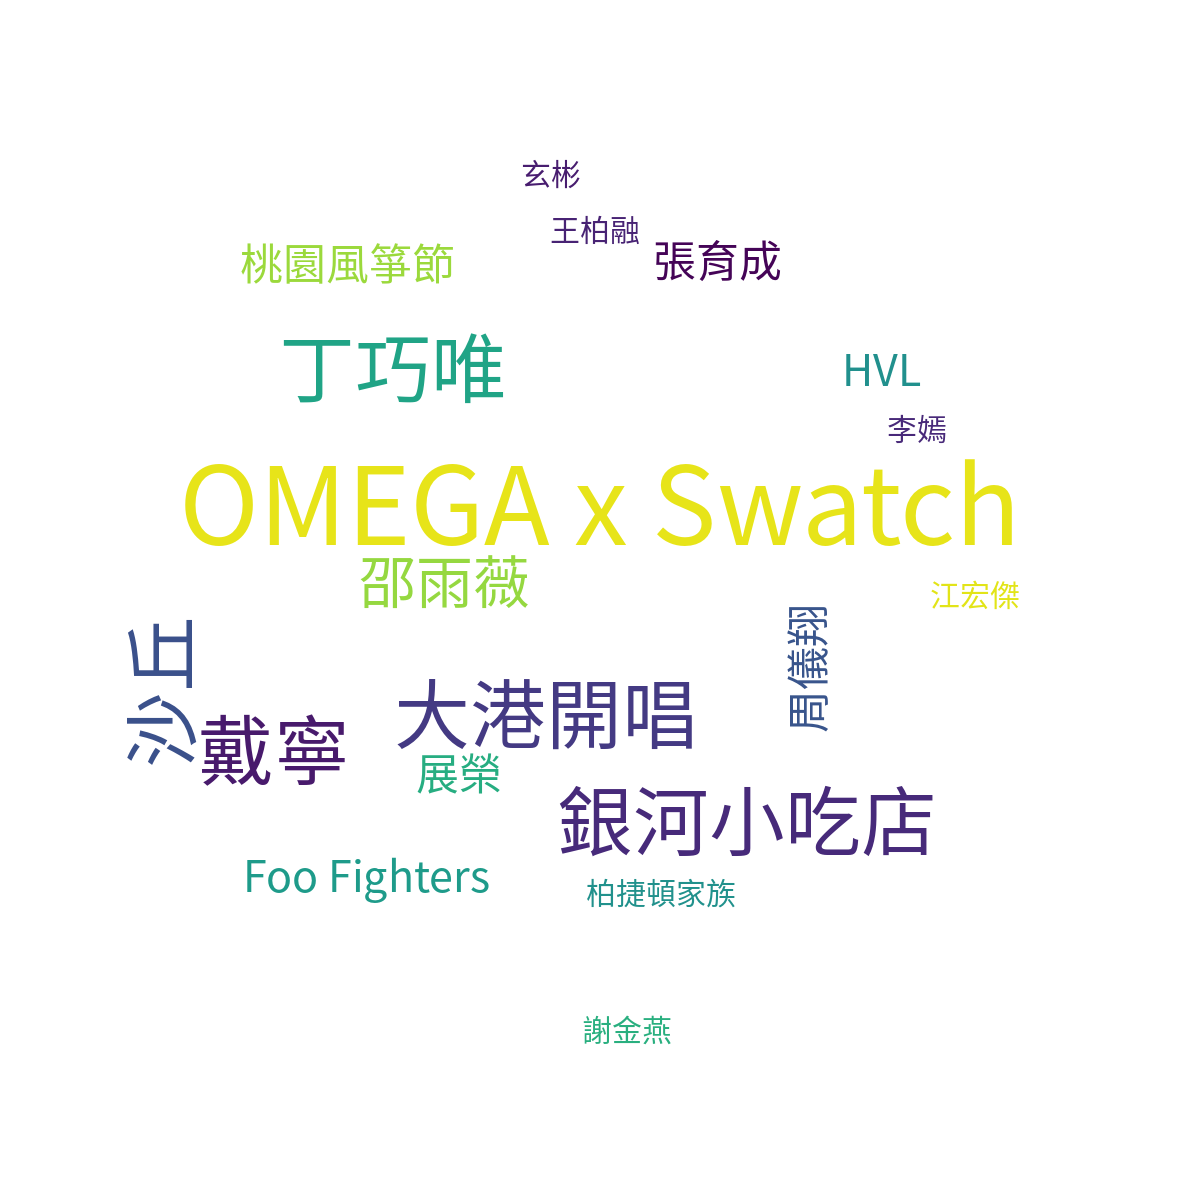 玄彬
王柏融
張育成
桃園風箏節
丁巧唯
HVL
李嫣
OMEGA x Swatch
邵雨薇
江宏傑
周儀翔
沙丘
大港開唱
戴寧
展榮
銀河小吃店
Foo Fighters
柏捷頓家族
謝金燕